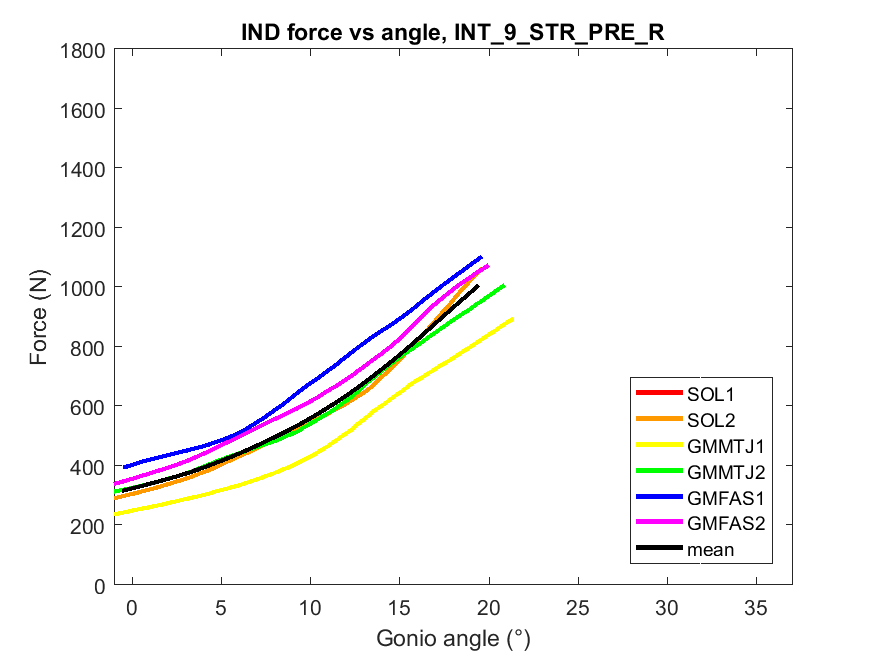 IND force vs angle, INT_9_STR_PRE_R
1800
1600
1400
1200
1000
800
600
400
200
0
Force (N)
0 5 10 15 20 25 30 35
Gonio angle (°)
SOL1
SOL2
GMMTJ1
GMMTJ2
GMFAS1
GMFAS2
mean